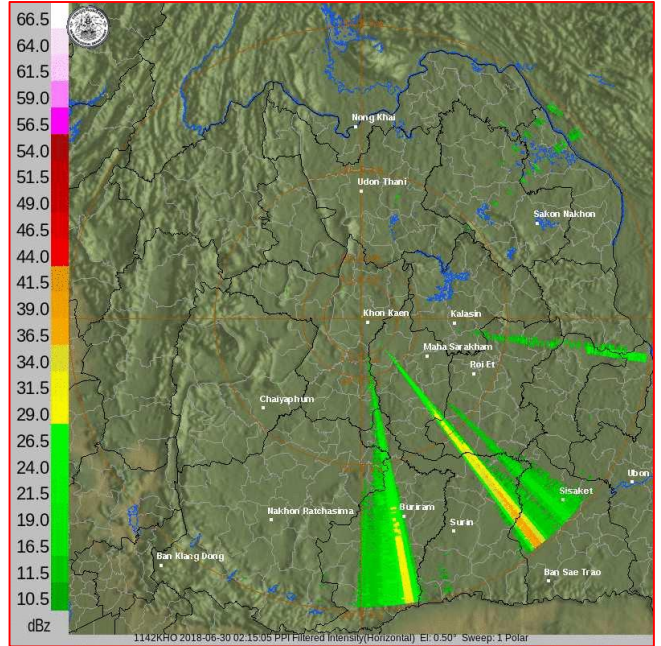 66.5
64.0
61.5
59.0
56.5
54.0
51.5
49.0
46.5
44.0
41.5
39.0
36.5
34.0
31.5
29.0
26.5
24.0
21.5
19.0
16.5
11.5
10.5
dBz
Nong Khai
Udon Thani
Sakon Nakhon
Khon Kaen
Kalasin
Maha Sarakham
Roi Et
Chaiyaphum
Ubon
Sisaket
Nakhon Ratchasima
Buriram
Surin
Ban Klang Dong
Ban Sae Trao
1142KHO 2018-06-30 02:15:05 PPI Filtered Intensity(Horizontal) El: 0.50° Sweep: 1 Polar